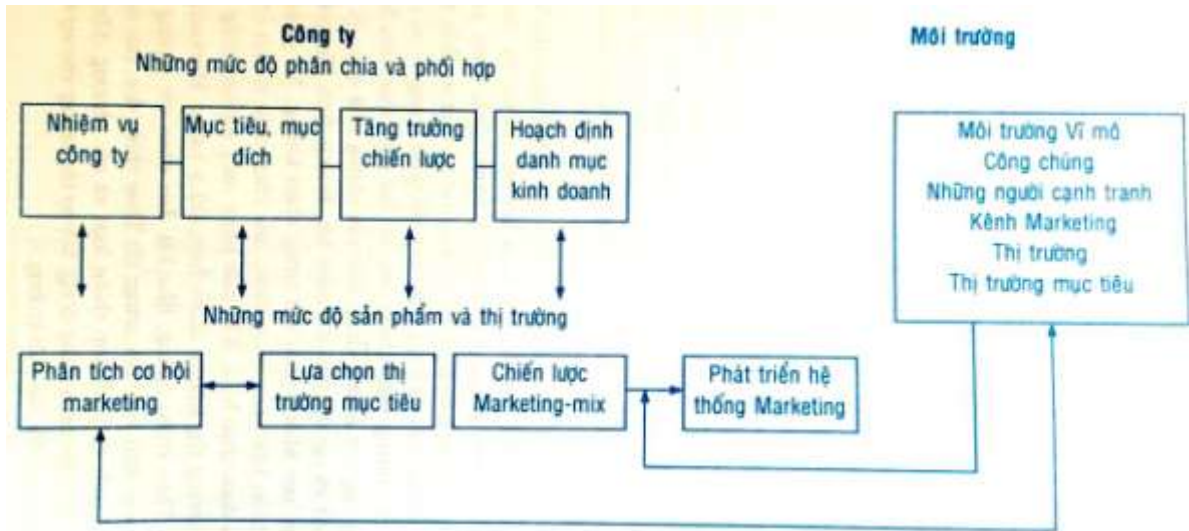 Công ty
Những mức độ phân chia và phối hợp
Môi trường
Nhiệm vụ
công ty
Mục tiêu, mục
đích
Tăng trưởng
chiến lược
Hoạch định
danh mục
kinh doanh
Môi trường Vĩ mô
Công chúng
Những người cạnh tranh
Kênh Marketing
Thị trường
Thị trường mục tiêu
Những mức độ sản phẩm và thị trường
Phân tích cơ hội
marketing
Lựa chọn thị
trường mục tiêu
Chiến lược
Marketing-mix
Phát triển hệ
thống Marketing